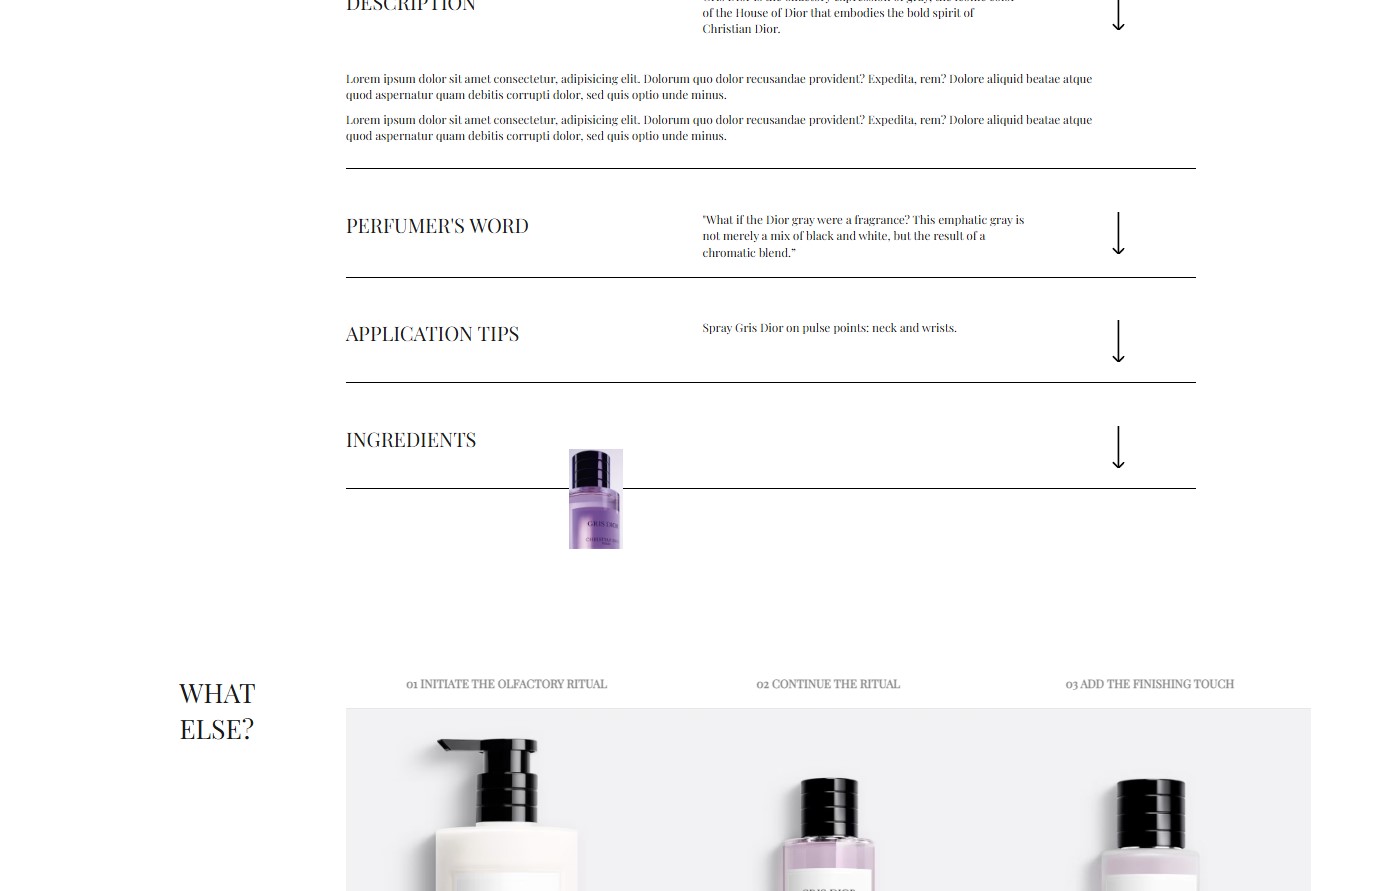 DESCRIPTION
of the House of Dior that embodies the bold spirit of
Christian Dior.
Lorem ipsum dolor sit amet consectetur, adipisicing elit. Dolorum quo dolor recusandae provident? Expedita, rem? Dolore aliquid beatae atque
quod aspernatur quam debitis corrupti dolor, sed quis optio unde minus.
Lorem ipsum dolor sit amet consectetur, adipisicing elit. Dolorum quo dolor recusandae provident? Expedita, rem? Dolore aliquid beatae atque
quod aspernatur quam debitis corrupti dolor, sed quis optio unde minus.
PERFUMER'S WORD
"What if the Dior gray were a fragrance? This emphatic gray is
not merely a mix of black and white, but the result of a
chromatic blend.”
APPLICATION TIPS
Spray Gris Dior on pulse points: neck and wrists.
INGREDIENTS
GRIS
WHAT
ELSE?
01 INITIATE THE OLFACTORY RITUAL
02 CONTINUE THE RITUAL
03 ADD THE FINISHING TOUCH